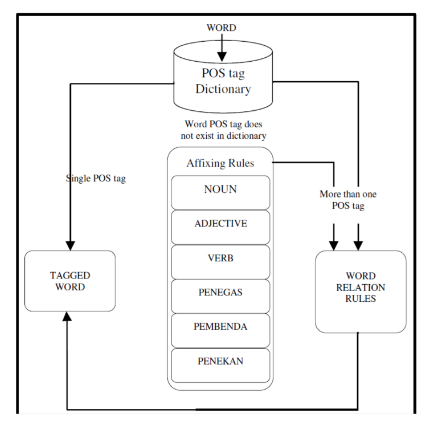 WORD
POS tag
Dictionary
Word POS tag does
not exist in dictionary
Affixing Rules
Single POS tag
NOUN
More than one
POS tag
ADJECTIVE
VERB
TAGGED
WORD
WORD
RELATION
RULES
PENEGAS
PEMBENDA
PENEKAN